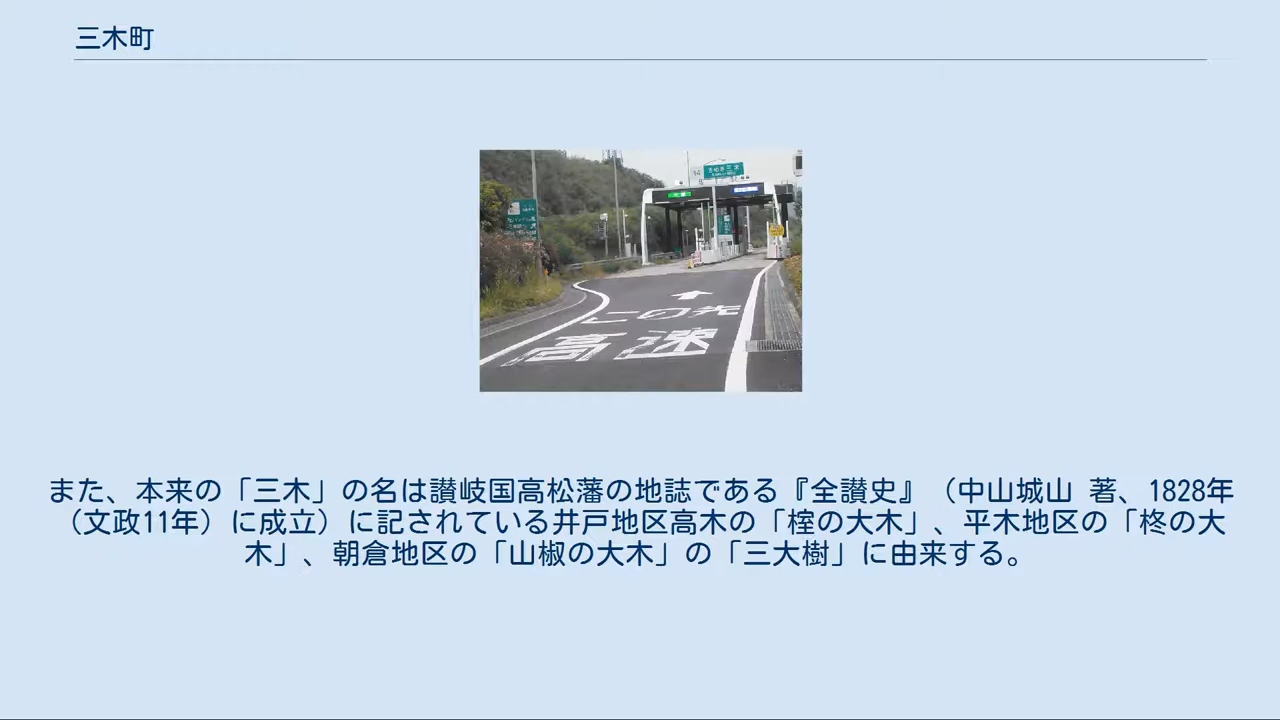 三木町
この先
高速
また、本来の「三木」の名は讃岐国高松藩の地誌である『全讃史』（中山城山 著、1828年
（文政11年）に成立）に記されている井戸地区高木の「榁の大木」、平木地区の「柊の大
木」、朝倉地区の「山椒の大木」の「三大樹」に由来する。